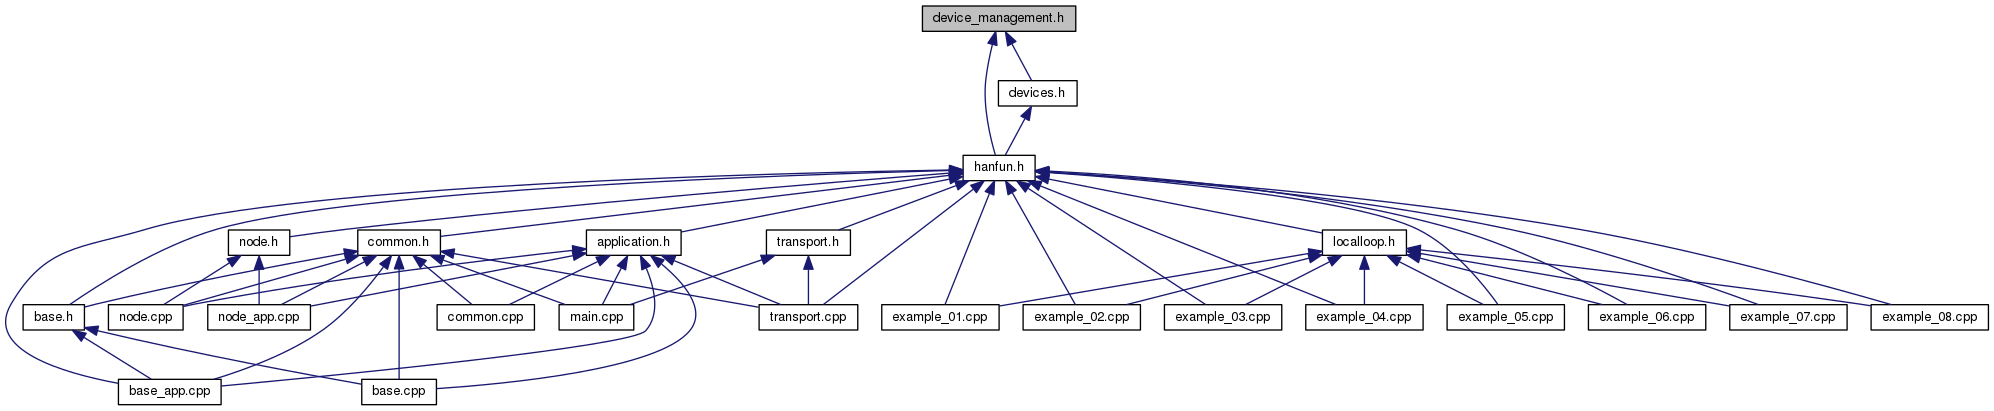 device_management.h
devices.h
hanfun.h
node.h
common.h
application.h
transport.h
localloop.h
base.h
node.cpp
node_app.cpp
common.cpp
main.cpp
transport.cpp
example_01.cpp
example_02.cpp
example_03.cpp
example_04.cpp
example_05.cpp
example_06.cpp
example_07.cpp
example_08.cpp
base_app.cpp
base.cpp